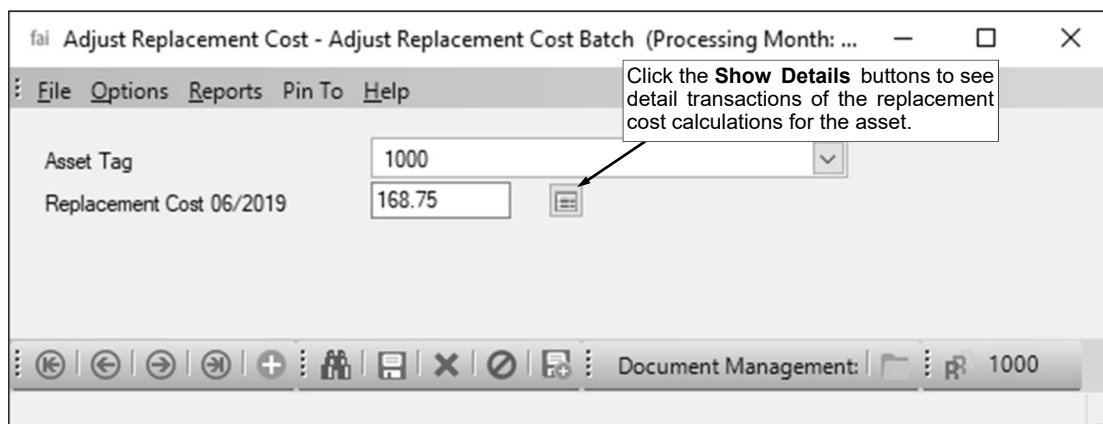 fai Adjust Replacement Cost - Adjust Replacement Cost Batch (Processing Month: ...
File Options Reports Pin To Help
Click the Show Details buttons to see
detail transactions of the replacement
cost calculations for the asset.
Asset Tag 1000
Replacement Cost 06/2019 168.75
Document Management: 1000